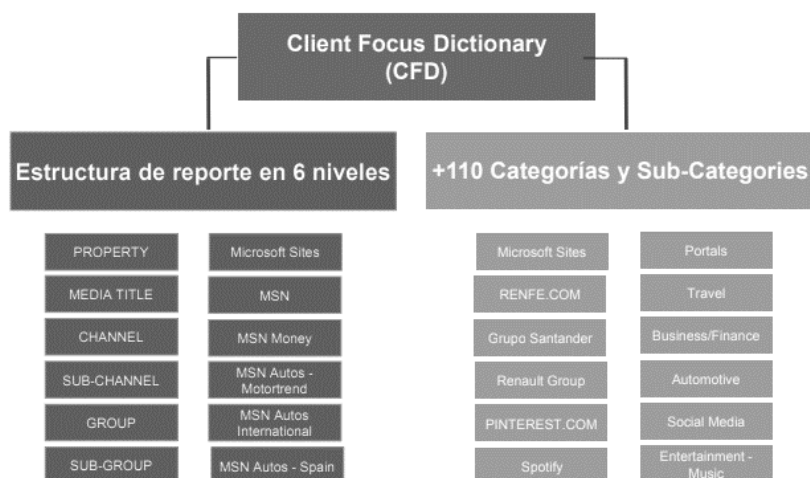 Client Focus Dictionary
(CFD)
Estructura de reporte en 6 niveles
+110 Categorías y Sub-Categories
PROPERTY
Microsoft Sites
MEDIA TITLE
MSN
CHANNEL
MSN Money
SUB-CHANNEL
MSN Autos -
Motortrend
GROUP
MSN Autos
International
SUB-GROUP
MSN Autos - Spain
Microsoft Sites
Portals
RENFE.COM
Travel
Grupo Santander
Business/Finance
Renault Group
Automotive
PINTEREST.COM
Social Media
Spotify
Entertainment -
Music